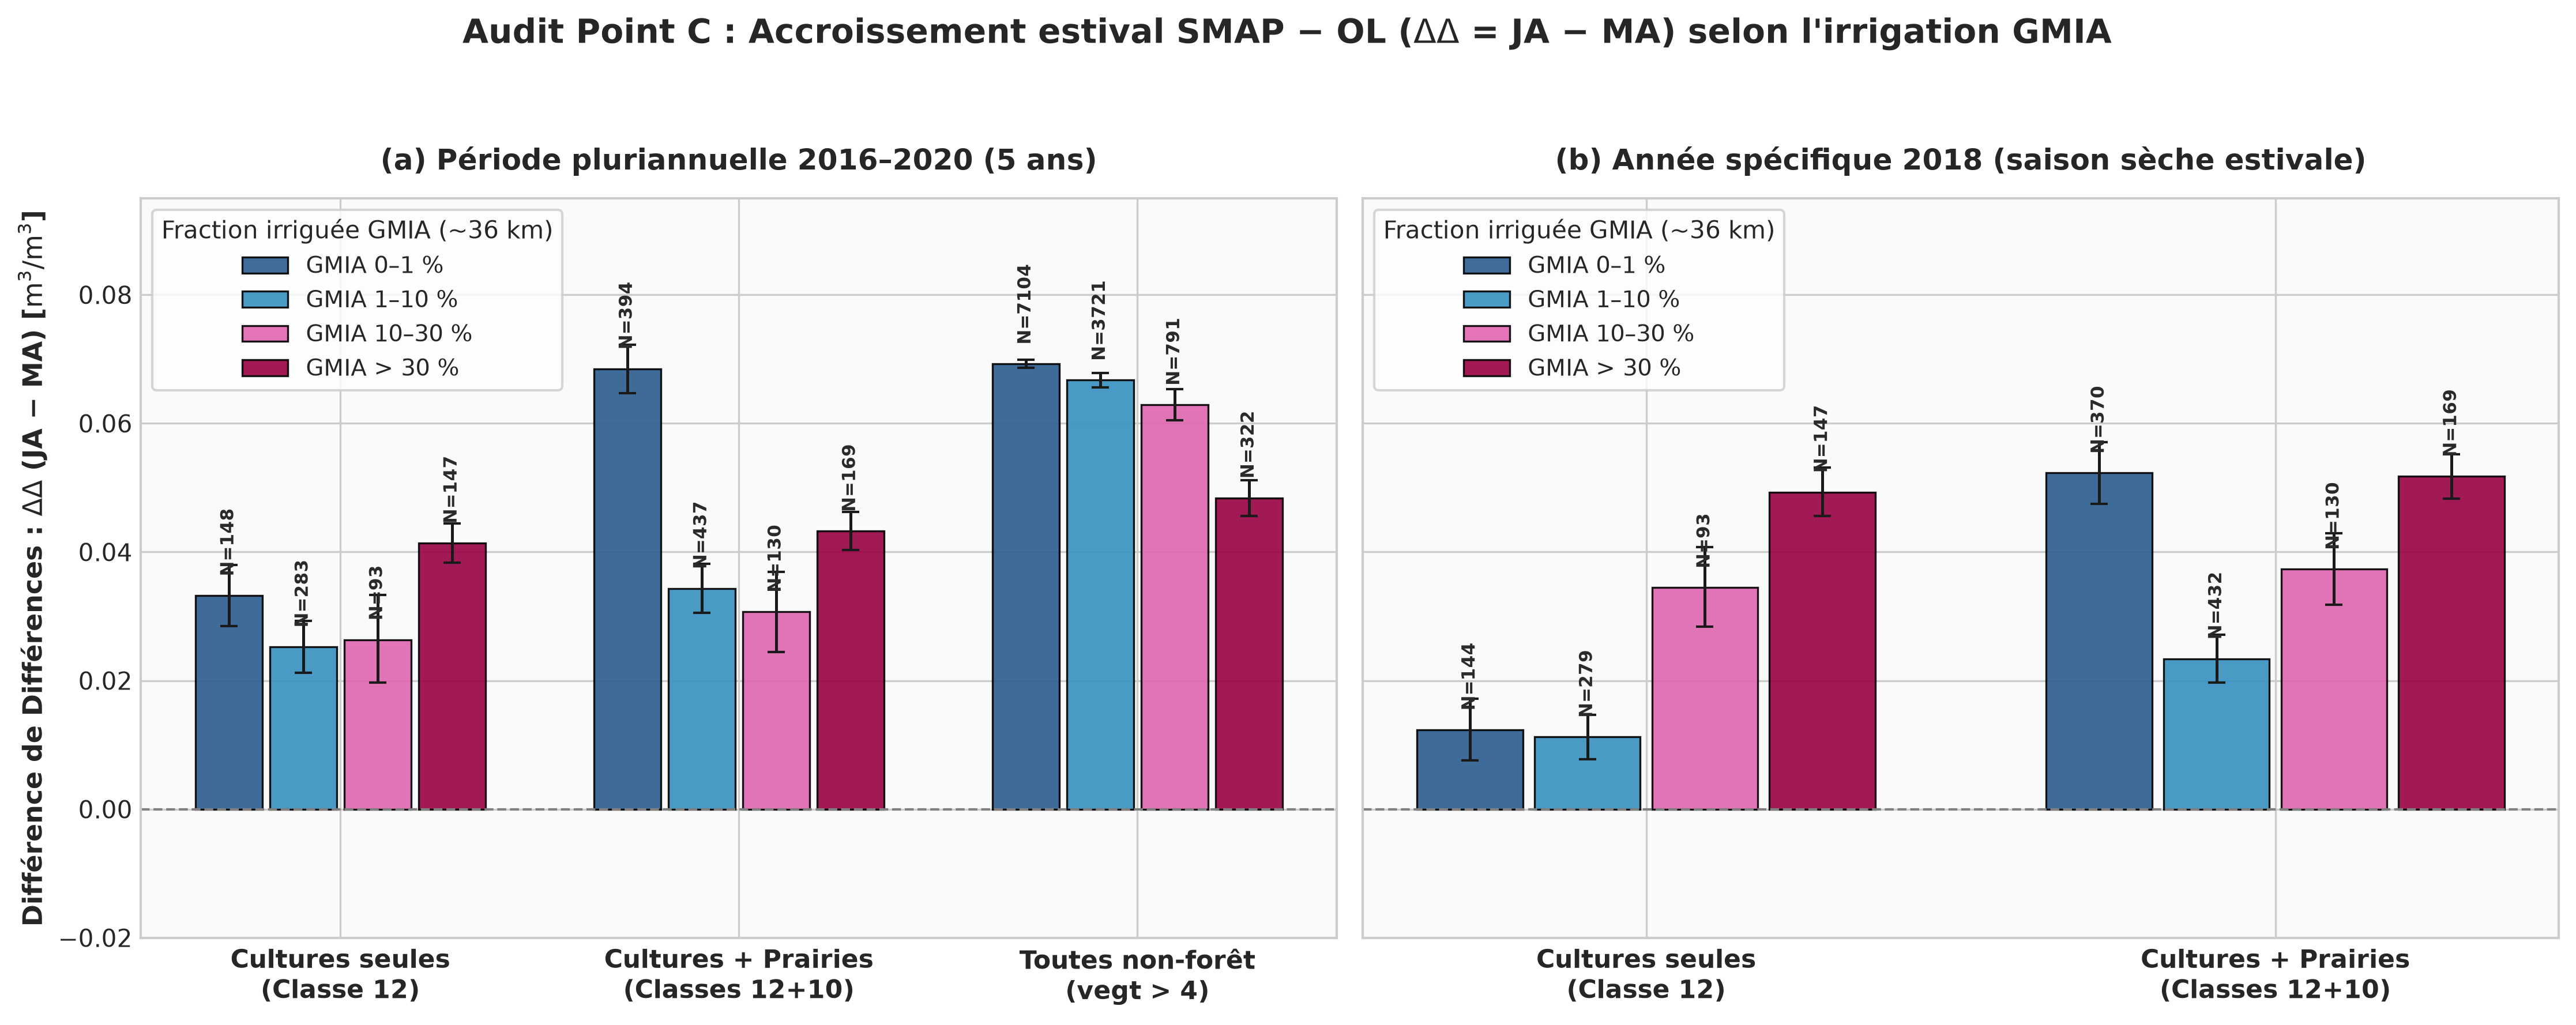 Audit Point C : Accroissement estival SMAP − OL (ΔΔ = JA − MA) selon l'irrigation GMIA
(a) Période pluriannuelle 2016–2020 (5 ans)
Différence de Différences : ΔΔ (JA − MA) [m³/m³]
0.08
0.06
0.04
0.02
0.00
−0.02
Fraction irriguée GMIA (~36 km)
GMIA 0–1 %
GMIA 1–10 %
GMIA 10–30 %
GMIA > 30 %
N=148
N=283
N=93
N=147
N=394
N=437
N=130
N=169
N=7104
N=3721
N=791
N=322
Cultures seules
(Classe 12)
Cultures + Prairies
(Classes 12+10)
Toutes non-forêt
(vegt > 4)
(b) Année spécifique 2018 (saison sèche estivale)
Fraction irriguée GMIA (~36 km)
GMIA 0–1 %
GMIA 1–10 %
GMIA 10–30 %
GMIA > 30 %
N=144
N=279
N=93
N=147
N=370
N=432
N=130
N=169
Cultures seules
(Classe 12)
Cultures + Prairies
(Classes 12+10)